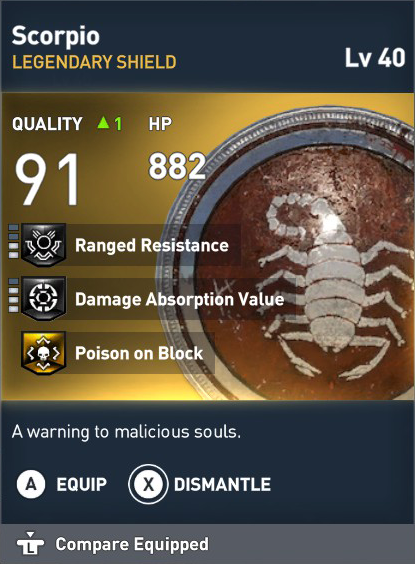 Scorpio
LEGENDARY SHIELD
Lv 40
QUALITY 1 HP
91 882
Ranged Resistance
Damage Absorption Value
Poison on Block
A warning to malicious souls.
A EQUIP X DISMANTLE
L Compare Equipped